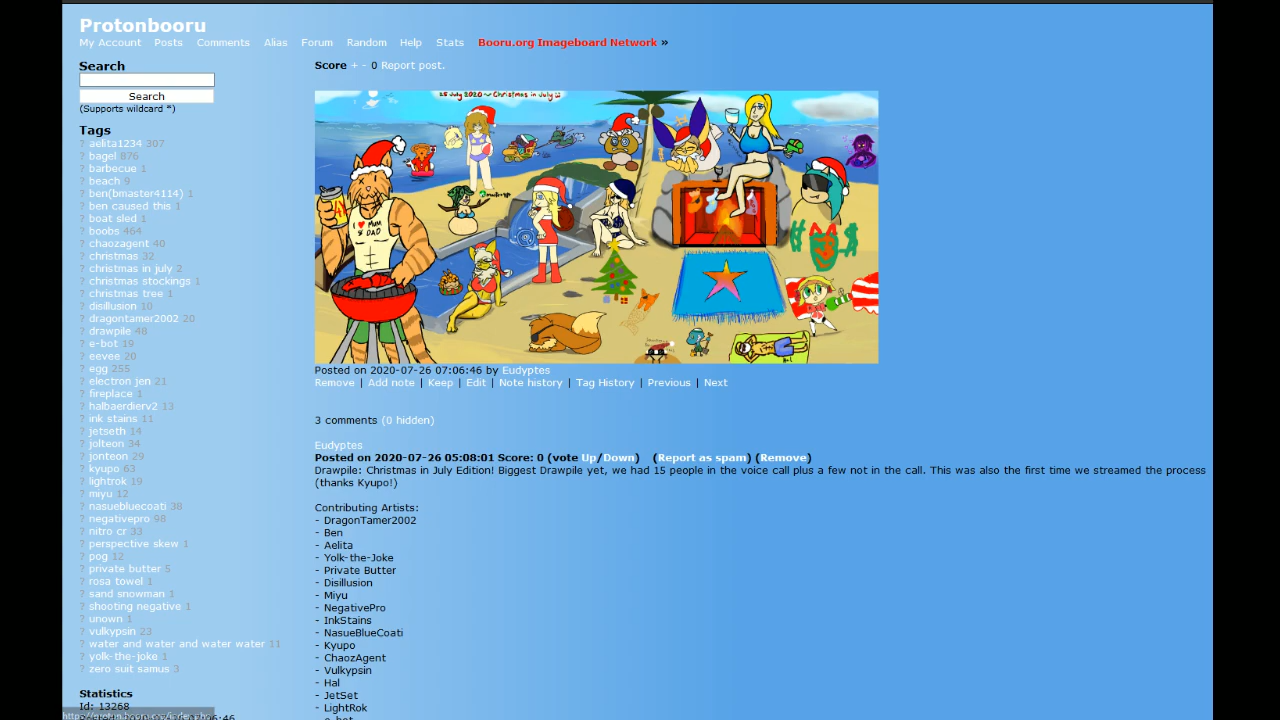 Protonbooru
My Account Posts Comments Alias Forum Random Help Stats Booru.org Imageboard Network »
Search
Search
(Supports wildcard *)
Tags
? aelita1234 307
? bagel 876
? barbecue 1
? beach 9
? ben(bmaster4114) 1
? ben caused this 1
? boat sled 1
? boobs 464
? chaozagent 40
? christmas 32
? christmas in july 2
? christmas stockings 1
? christmas tree 1
? disillusion 10
? dragontamer2002 20
? drawpile 48
? e-bot 19
? eevee 20
? egg 255
? electron jen 21
? fireplace 1
? halbaerdierv2 13
? ink stains 11
? jetseth 14
? jolteon 34
? jonteon 29
? kyupo 63
? lightrok 19
? miyu 12
? nasuebluecoati 38
? negativepro 98
? nitro cr 33
? perspective skew 1
? pog 12
? private butter 5
? rosa towel 1
? sand snowman 1
? shooting negative 1
? unown 1
? vulkypsin 23
? water and water and water water 11
? yolk-the-joke 1
? zero suit samus 3
Statistics
Id: 13268
Score + - 0 Report post.
25 July 2020 ~ Christmas in July
I ♥ MUM & DAD
Posted on 2020-07-26 07:06:46 by Eudyptes
Remove | Add note | Keep | Edit | Note history | Tag History | Previous | Next
3 comments (0 hidden)
Eudyptes
Posted on 2020-07-26 05:08:01 Score: 0 (vote Up/Down) (Report as spam) (Remove)
Drawpile: Christmas in July Edition! Biggest Drawpile yet, we had 15 people in the voice call plus a few not in the call. This was also the first time we streamed the process
(thanks Kyupo!)
Contributing Artists:
- DragonTamer2002
- Ben
- Aelita
- Yolk-the-Joke
- Private Butter
- Disillusion
- Miyu
- NegativePro
- InkStains
- NasueBlueCoati
- Kyupo
- ChaozAgent
- Vulkypsin
- Hal
- JetSet
- LightRok
- e-bot